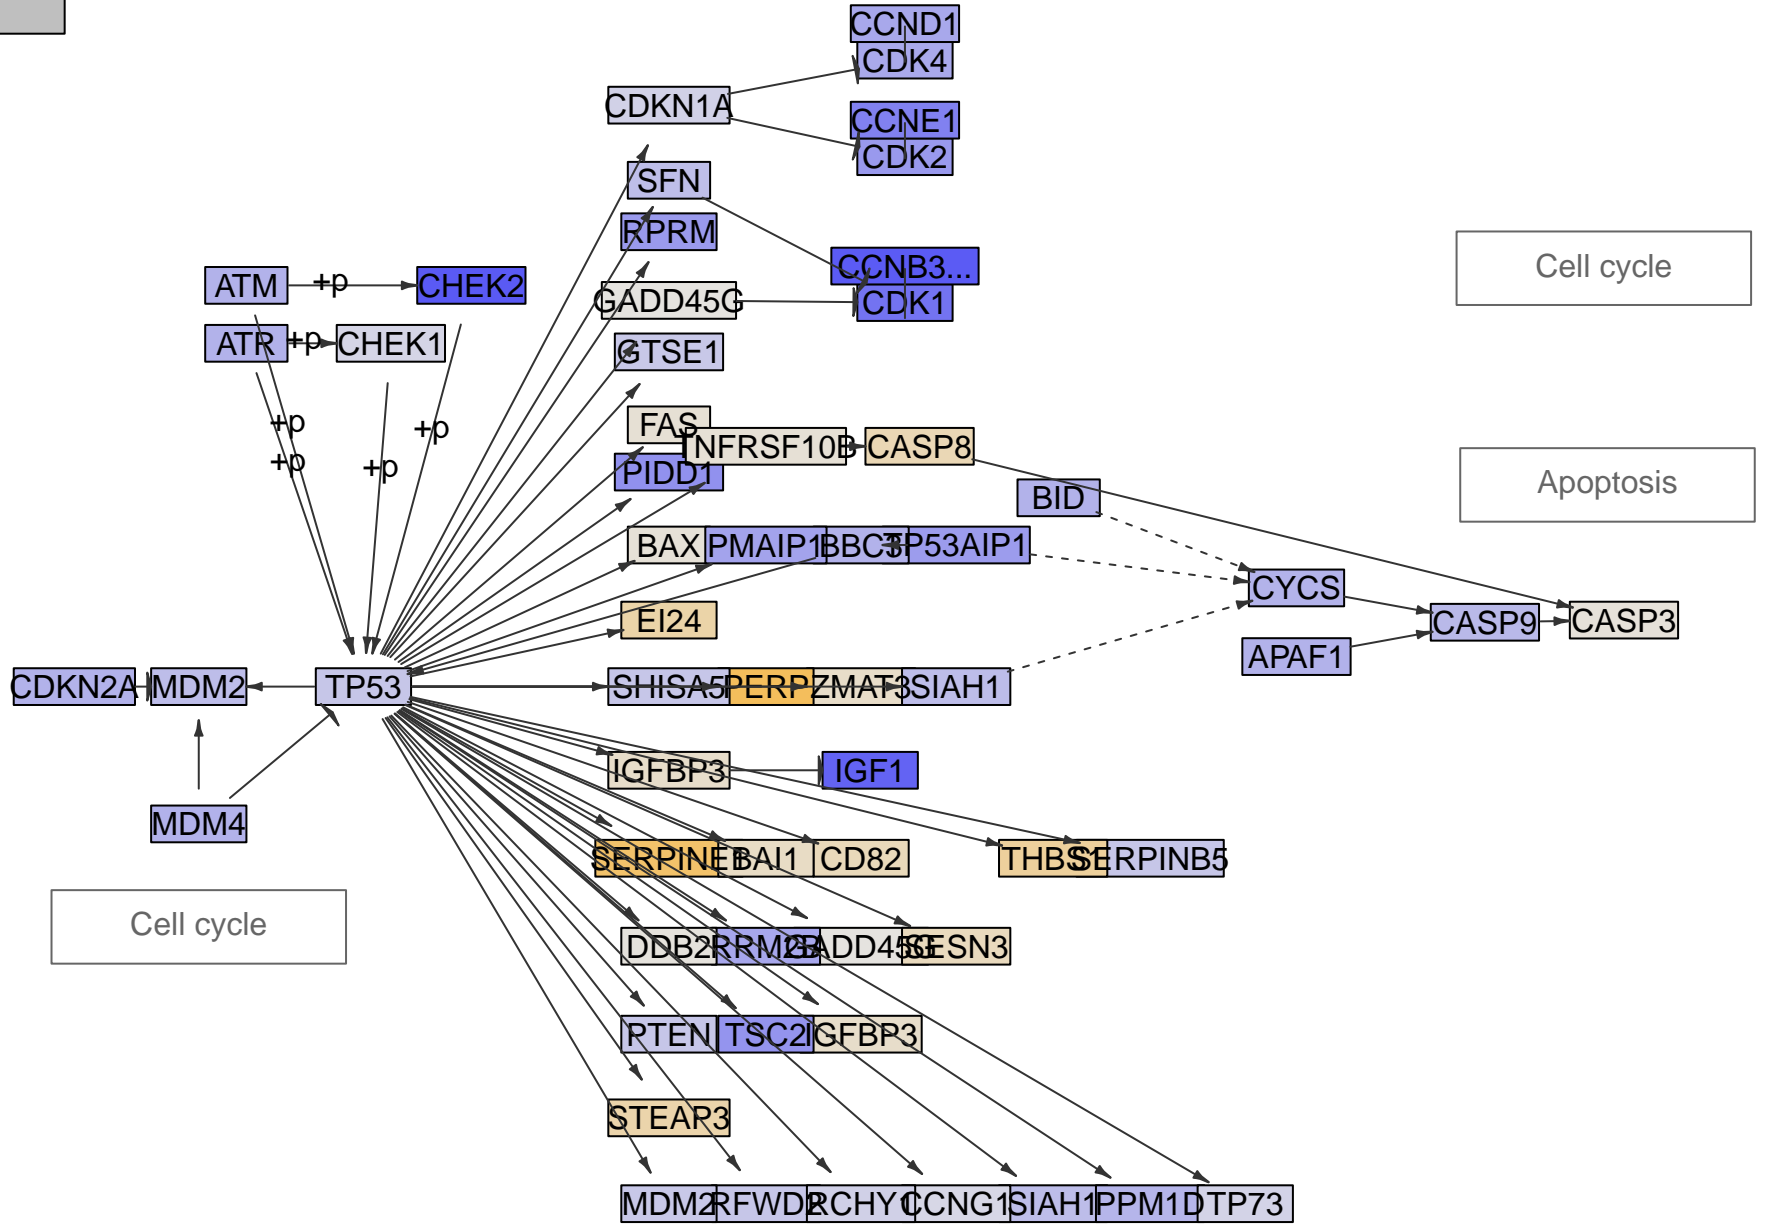 CCND1
CDK4
CDKN1A
CCNE1
CDK2
SFN
RPRM
Cell cycle
CCNB3...
ATM +p CHEK2
GADD45G CDK1
ATR +p CHEK1
GTSE1
+p
+p
FAS
TNFRSF10B CASP8
+p
+p
PIDD1
Apoptosis
BID
BAX PMAIP1 BBC3 TP53AIP1
CYCS
EI24
CASP9 CASP3
APAF1
CDKN2A MDM2 TP53 SHISA5 PERP ZMAT3 SIAH1
IGFBP3 IGF1
MDM4
SERPINE1 BAI1 CD82 THBS1 SERPINB5
Cell cycle
DDB2 RRM2B GADD45G SESN3
PTEN TSC2 IGFBP3
STEAP3
MDM2 RFWD2 RCHY1 CCNG1 SIAH1 PPM1D TP73